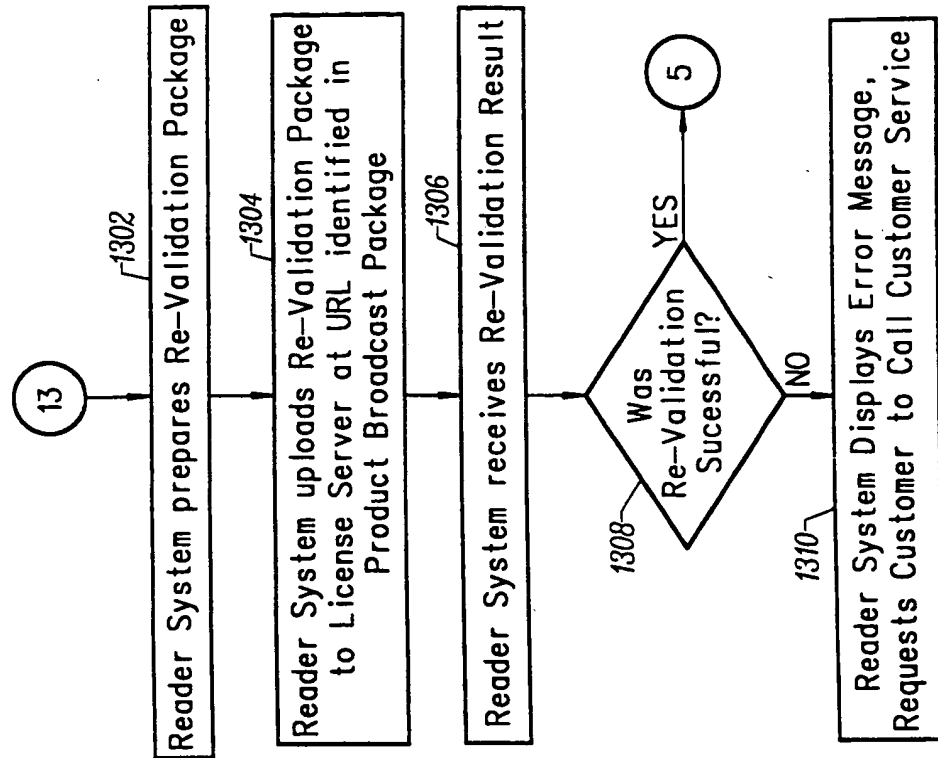 13
1302
Reader System prepares Re-Validation Package
1304
Reader System uploads Re-Validation Package
to License Server at URL identified in
Product Broadcast Package
1306
Reader System receives Re-Validation Result
1308
Was
Re-Validation
Sucessful?
YES
5
NO
1310
Reader System Displays Error Message,
Requests Customer to Call Customer Service